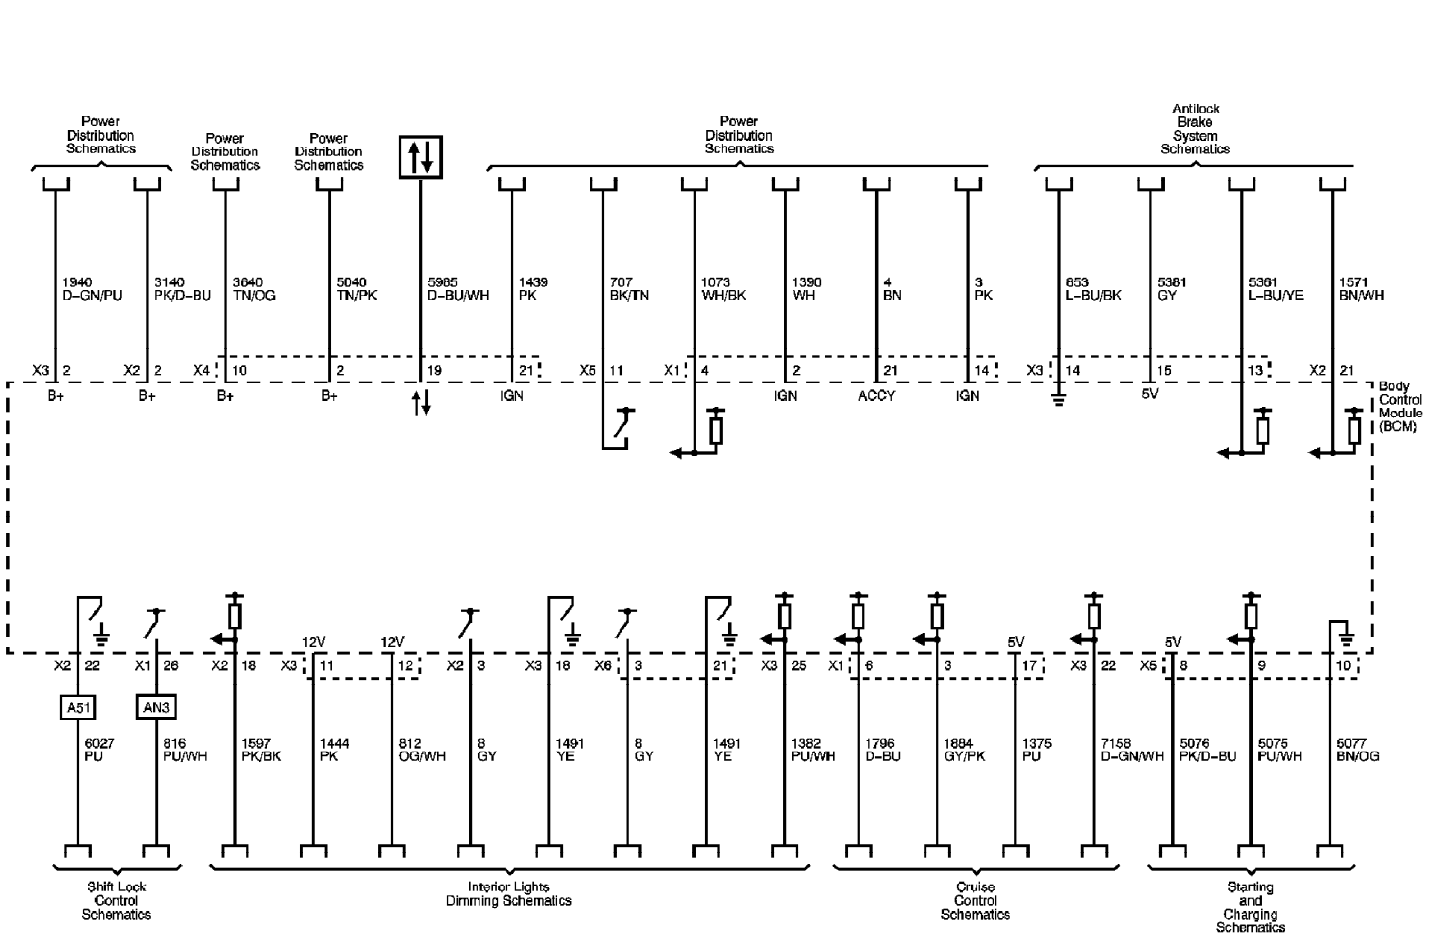 Power
Distribution
Schematics
Power
Distribution
Schematics
Power
Distribution
Schematics
Power
Distribution
Schematics
Antilock
Brake
System
Schematics
1940
D-GN/PU
3140
PK/D-BU
3640
TN/OG
5040
TN/PK
5985
D-BU/WH
1439
PK
707
BK/TN
1073
WH/BK
1390
WH
4
BN
3
PK
853
L-BU/BK
5381
GY
5361
L-BU/YE
1571
BN/WH
X3 2 X2 2 X4 10 2 19 21 X5 11 X1 4 2 21 14 X3 14 15 13 X2 21
B+ B+ B+ B+ IGN IGN ACCY IGN 5V
Body
Control
Module
(BCM)
12V 12V 5V 5V
X2 22 X1 26 X2 18 X3 11 12 X2 3 X3 18 X6 3 21 X3 25 X1 6 3 17 X3 22 X5 8 9 10
A51 AN3
6027
PU
816
PU/WH
1597
PK/BK
1444
PK
812
OG/WH
8
GY
1491
YE
8
GY
1491
YE
1382
PU/WH
1796
D-BU
1884
GY/PK
1375
PU
7158
D-GN/WH
5076
PK/D-BU
5075
PU/WH
5077
BN/OG
Shift Lock
Control
Schematics
Interior Lights
Dimming Schematics
Cruise
Control
Schematics
Starting
and
Charging
Schematics